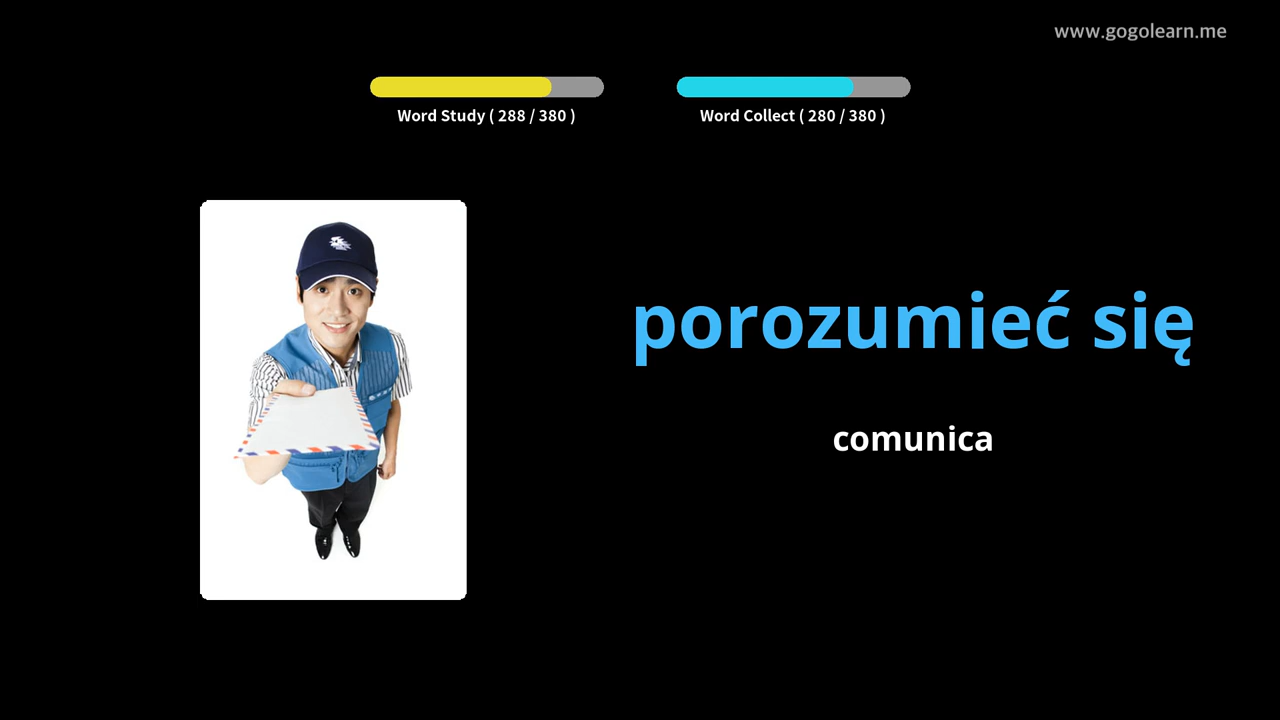 www.gogolearn.me
Word Study ( 288 / 380 )
Word Collect ( 280 / 380 )
porozumieć się
comunica